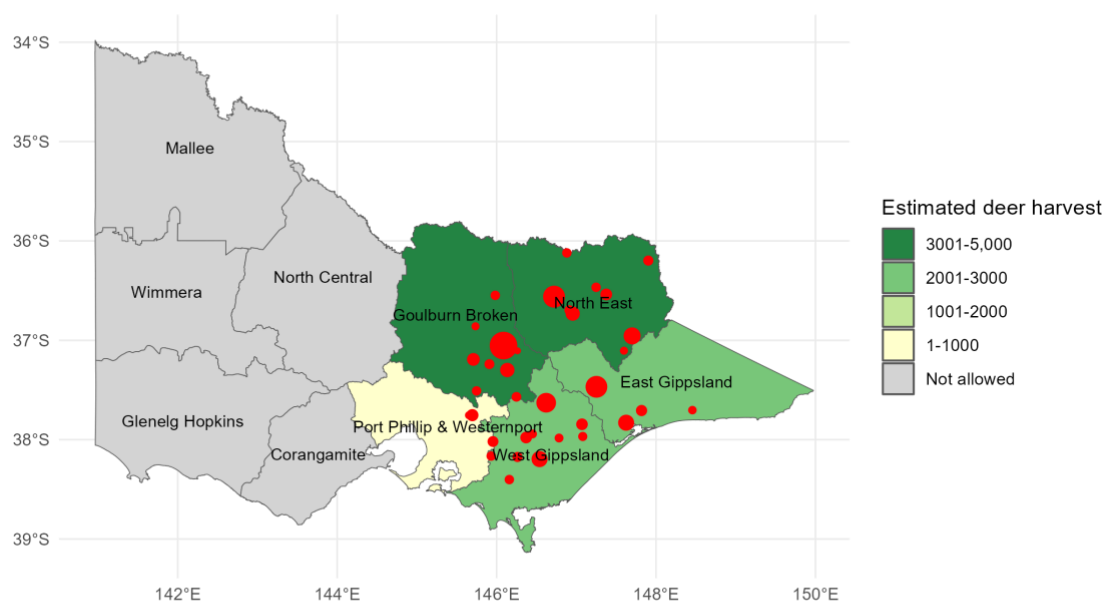 34°S
35°S
36°S
37°S
38°S
39°S
Mallee
North Central
Wimmera
Goulburn Broken
North East
East Gippsland
Glenelg Hopkins
Port Phillip & Westernport
Corangamite
West Gippsland
142°E
144°E
146°E
148°E
150°E
Estimated deer harvest
3001-5,000
2001-3000
1001-2000
1-1000
Not allowed